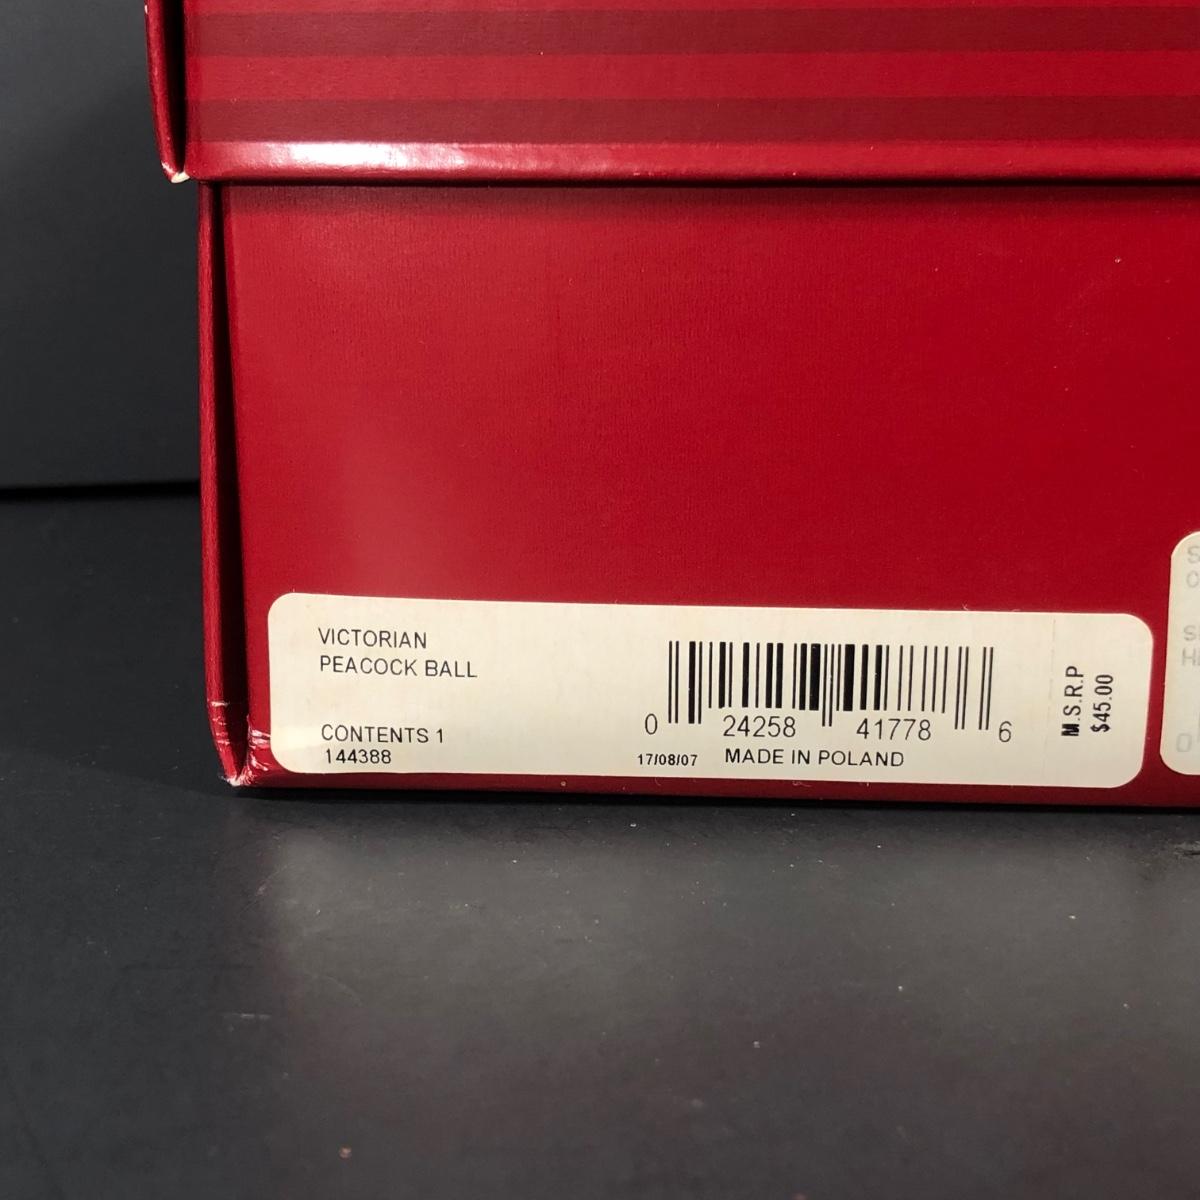 VICTORIAN
PEACOCK BALL
CONTENTS 1
144388
0 24258 41778 6
17/08/07 MADE IN POLAND
M.S.R.P
$45.00